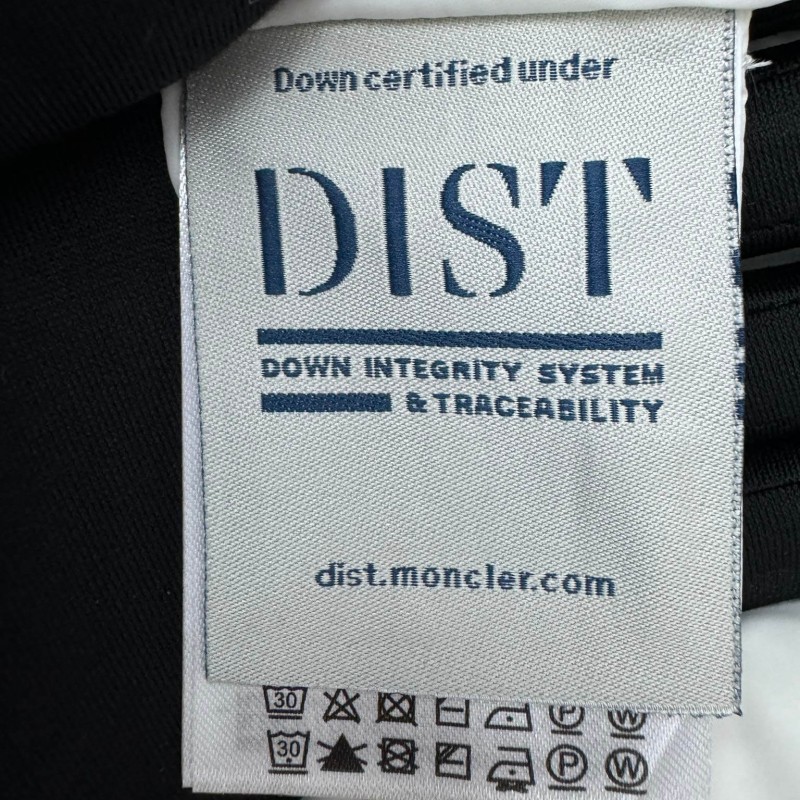 Down certified under
DIST
DOWN INTEGRITY SYSTEM
& TRACEABILITY
dist.moncler.com
30 P W
30 P W